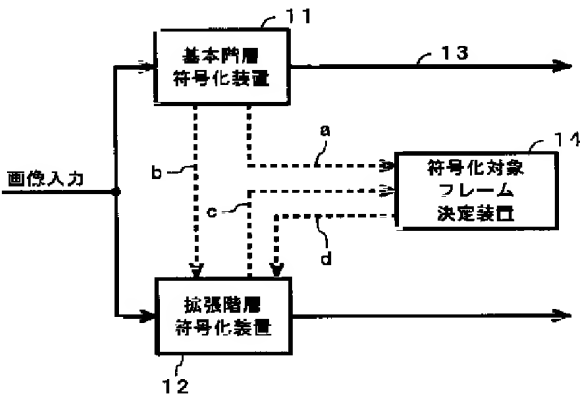 11
基本階層
符号化装置
13
a
14
符号化対象
フレーム
決定装置
b
画像入力
c
d
拡張階層
符号化装置
12